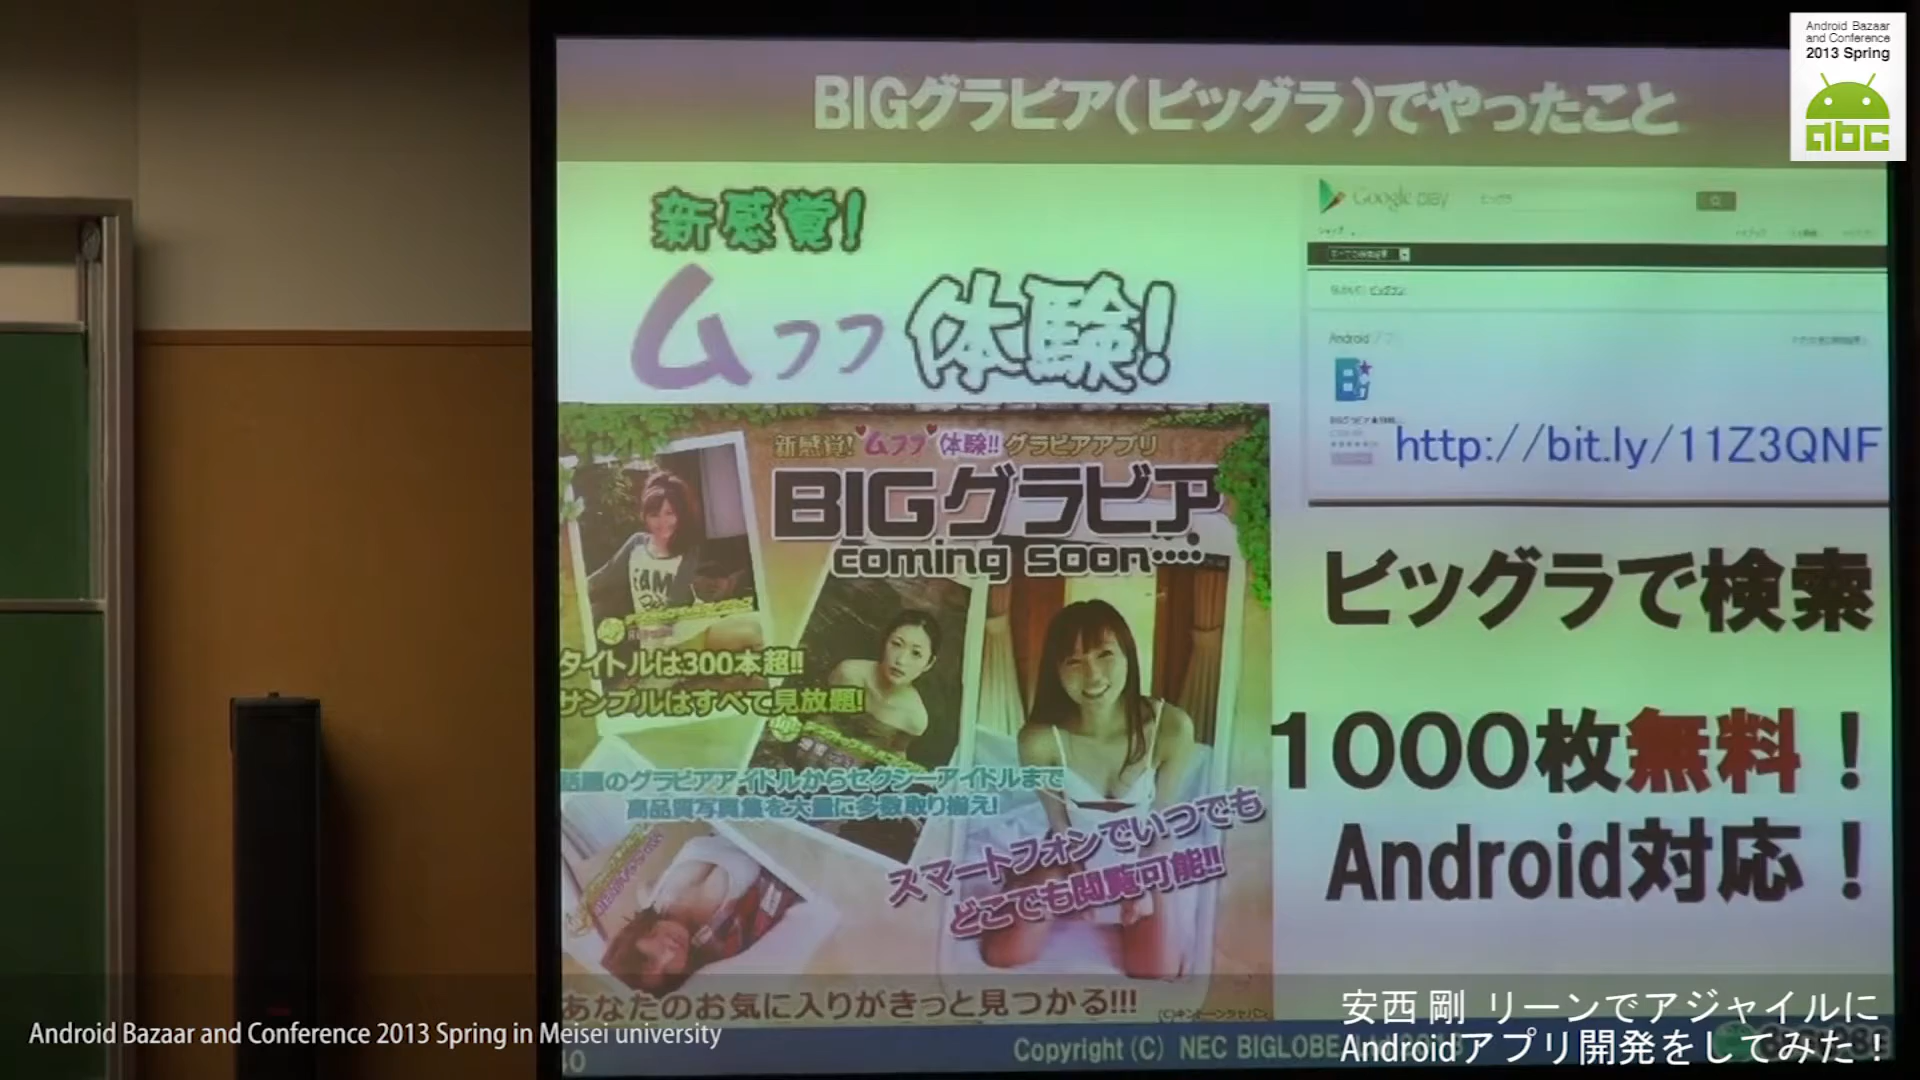 Android Bazaar
and Conference
2013 Spring
abc
BIGグラビア(ビッグラ)でやったこと
新感覚!
ムフフ体験!
Google play
Android
http://bit.ly/11Z3QNF
新感覚!ムフフ体験!!グラビアアプリ
BIGグラビア
coming soon····
タイトルは300本超!!
サンプルはすべて見放題!
話題のグラビアアイドルからセクシーアイドルまで
高品質写真集を大量に多数取り揃え!
スマートフォンでいつでも
どこでも閲覧可能!!
あなたのお気に入りがきっと見つかる!!!
ビッグラで検索
1000枚無料!
Android対応!
安西 剛 リーンでアジャイルに
Androidアプリ開発をしてみた!
Android Bazaar and Conference 2013 Spring in Meisei university
Copyright (C) NEC BIGLOBE